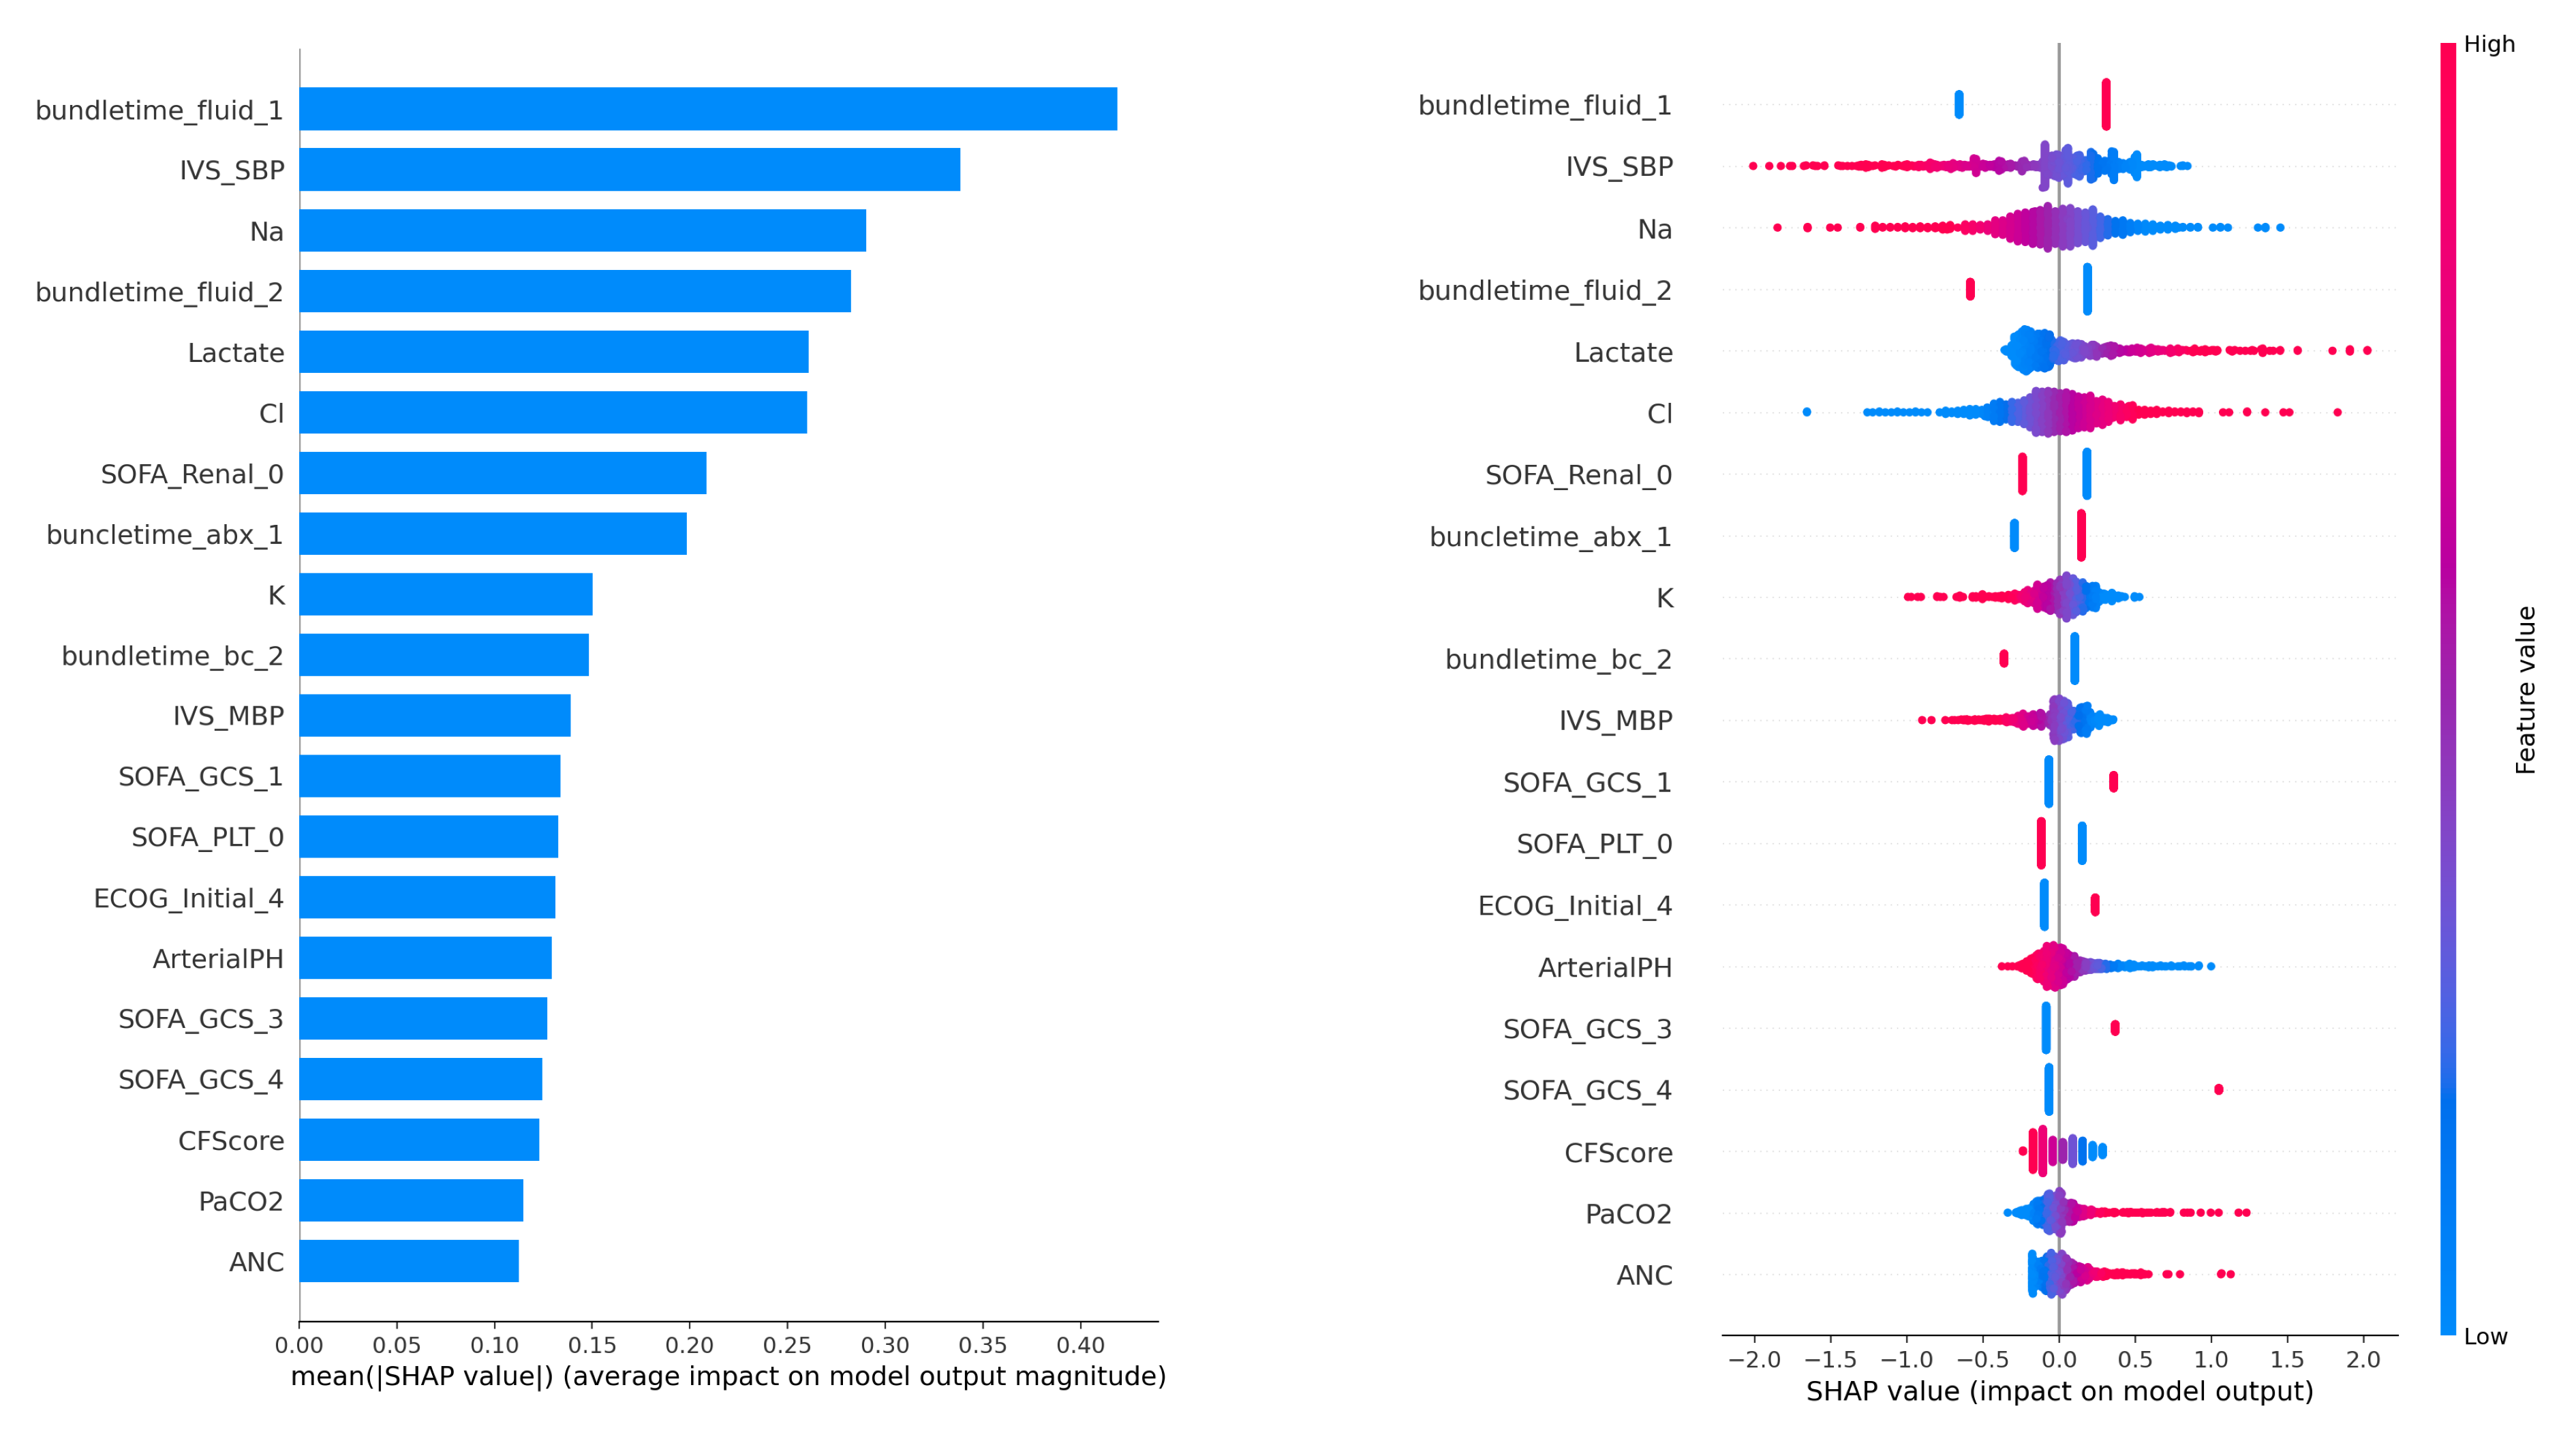 bundletime_fluid_1
IVS_SBP
Na
bundletime_fluid_2
Lactate
Cl
SOFA_Renal_0
buncletime_abx_1
K
bundletime_bc_2
IVS_MBP
SOFA_GCS_1
SOFA_PLT_0
ECOG_Initial_4
ArterialPH
SOFA_GCS_3
SOFA_GCS_4
CFScore
PaCO2
ANC
0.00 0.05 0.10 0.15 0.20 0.25 0.30 0.35 0.40
mean(|SHAP value|) (average impact on model output magnitude)
bundletime_fluid_1
IVS_SBP
Na
bundletime_fluid_2
Lactate
Cl
SOFA_Renal_0
buncletime_abx_1
K
bundletime_bc_2
IVS_MBP
SOFA_GCS_1
SOFA_PLT_0
ECOG_Initial_4
ArterialPH
SOFA_GCS_3
SOFA_GCS_4
CFScore
PaCO2
ANC
−2.0 −1.5 −1.0 −0.5 0.0 0.5 1.0 1.5 2.0
SHAP value (impact on model output)
High
Feature value
Low